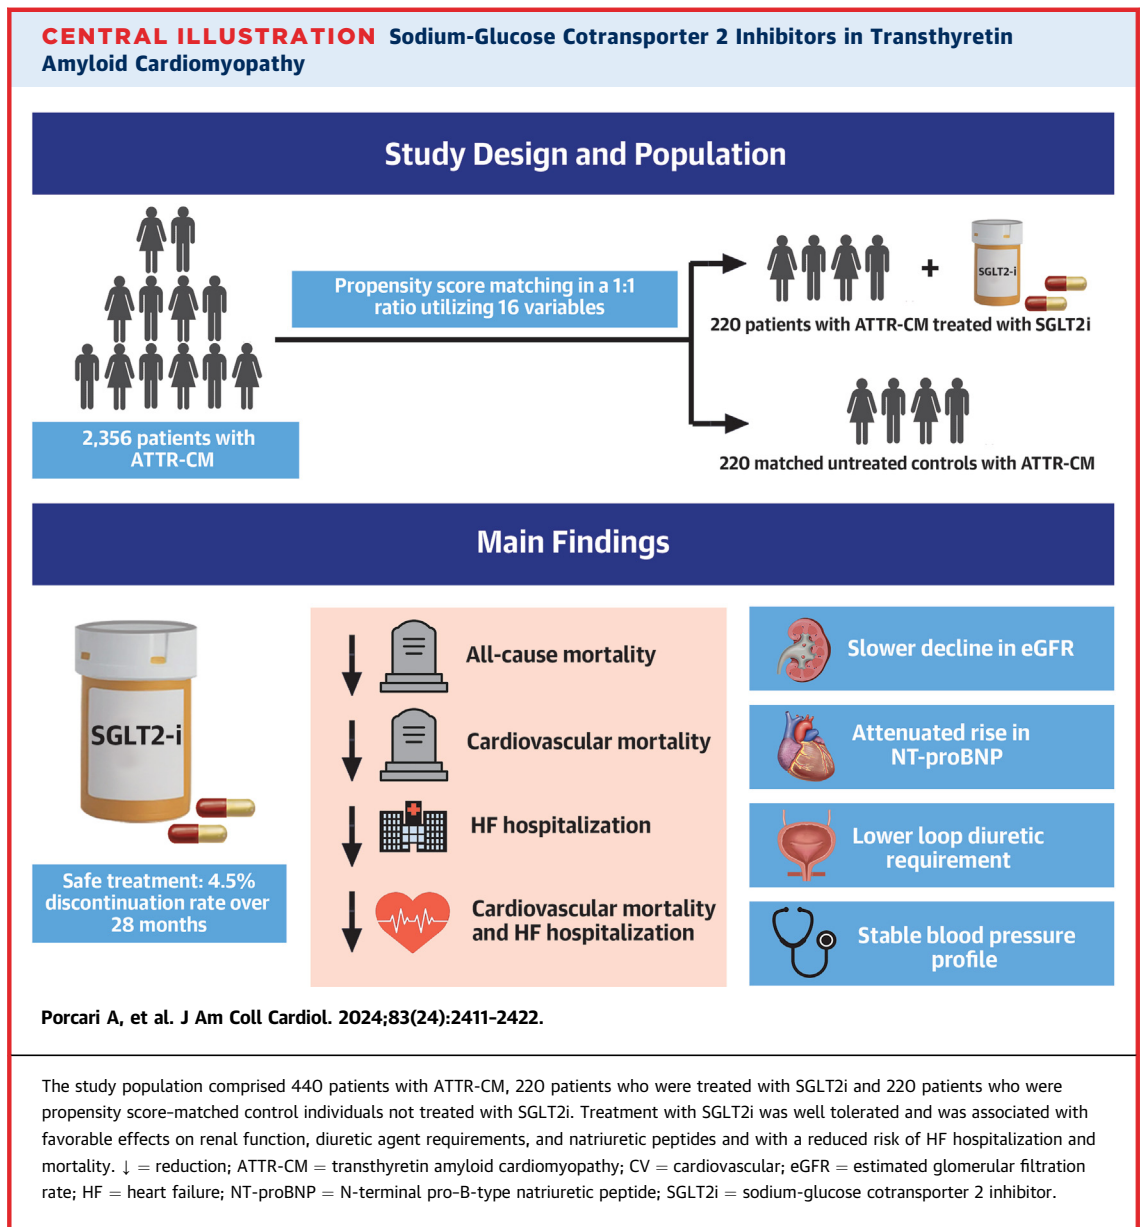 CENTRAL ILLUSTRATION Sodium-Glucose Cotransporter 2 Inhibitors in Transthyretin
Amyloid Cardiomyopathy
Study Design and Population
2,356 patients with
ATTR-CM
Propensity score matching in a 1:1
ratio utilizing 16 variables
+
SGLT2-i
220 patients with ATTR-CM treated with SGLT2i
220 matched untreated controls with ATTR-CM
Main Findings
SGLT2-i
Safe treatment: 4.5%
discontinuation rate over
28 months
All-cause mortality
Cardiovascular mortality
HF hospitalization
Cardiovascular mortality
and HF hospitalization
Slower decline in eGFR
Attenuated rise in
NT-proBNP
Lower loop diuretic
requirement
Stable blood pressure
profile
Porcari A, et al. J Am Coll Cardiol. 2024;83(24):2411–2422.
The study population comprised 440 patients with ATTR-CM, 220 patients who were treated with SGLT2i and 220 patients who were
propensity score–matched control individuals not treated with SGLT2i. Treatment with SGLT2i was well tolerated and was associated with
favorable effects on renal function, diuretic agent requirements, and natriuretic peptides and with a reduced risk of HF hospitalization and
mortality. ↓ = reduction; ATTR-CM = transthyretin amyloid cardiomyopathy; CV = cardiovascular; eGFR = estimated glomerular filtration
rate; HF = heart failure; NT-proBNP = N-terminal pro–B-type natriuretic peptide; SGLT2i = sodium-glucose cotransporter 2 inhibitor.